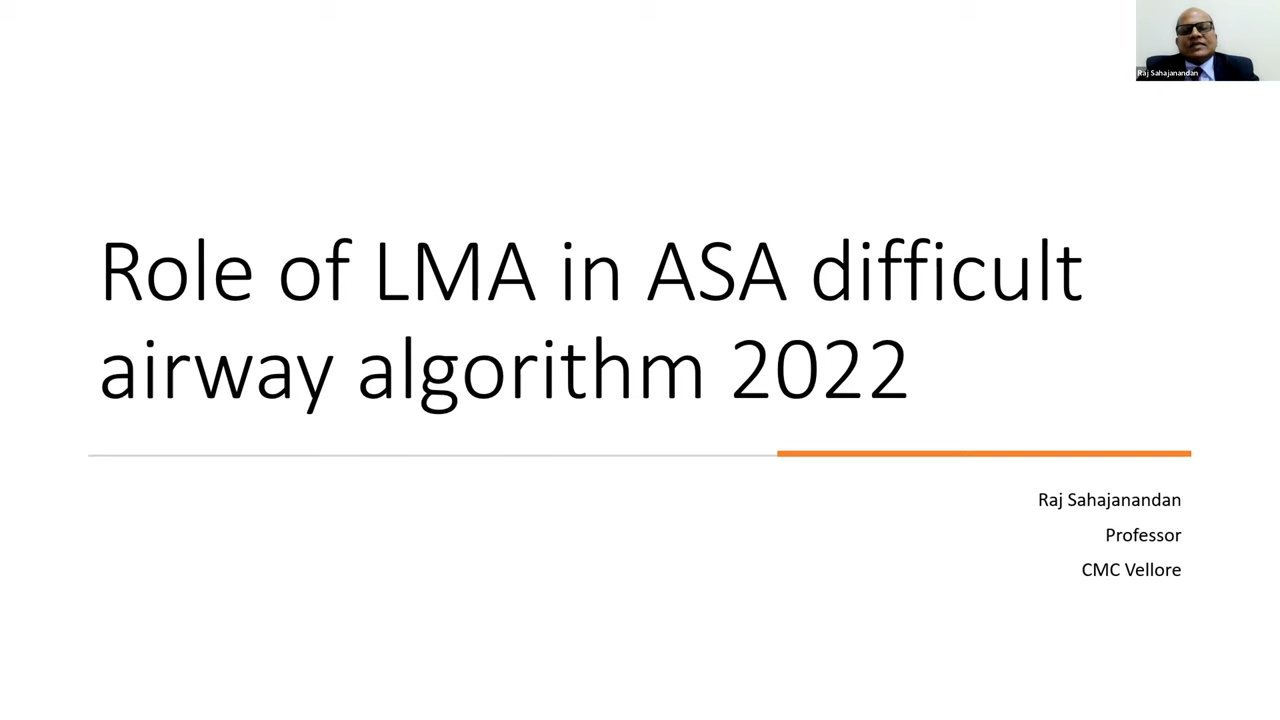 Raj Sahajanandan
Role of LMA in ASA difficult
airway algorithm 2022
Raj Sahajanandan
Professor
CMC Vellore